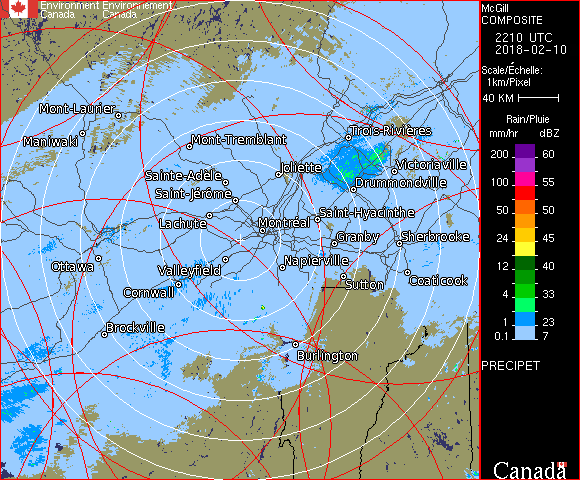 Environment Environnement
Canada Canada
McGill
COMPOSITE
2210 UTC
2018-02-10
Scale/Échelle:
1km/Pixel
40 KM
Rain/Pluie
mm/hr dBZ
200 60
55
100 55
50 50
24 45
12 40
4 33
1 23
0.1 7
PRECIPET
Canada
Mont-Laurier
Maniwaki
Mont-Tremblant
Trois-Rivières
Joliette
Victoriaville
Sainte-Adèle
Drummondville
Saint-Jérôme
Saint-Hyacinthe
Lachute
Montréal
Granby
Sherbrooke
Ottawa
Valleyfield
Napierville
Cornwall
Sutton
Coaticook
Brockville
Burlington